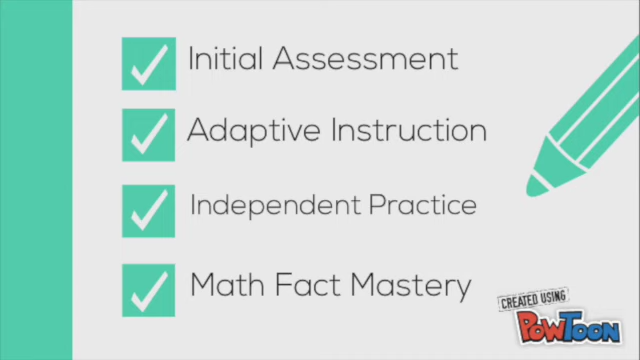 Initial Assessment
Adaptive Instruction
Independent Practice
Math Fact Mastery
CREATED USING
POWTOON